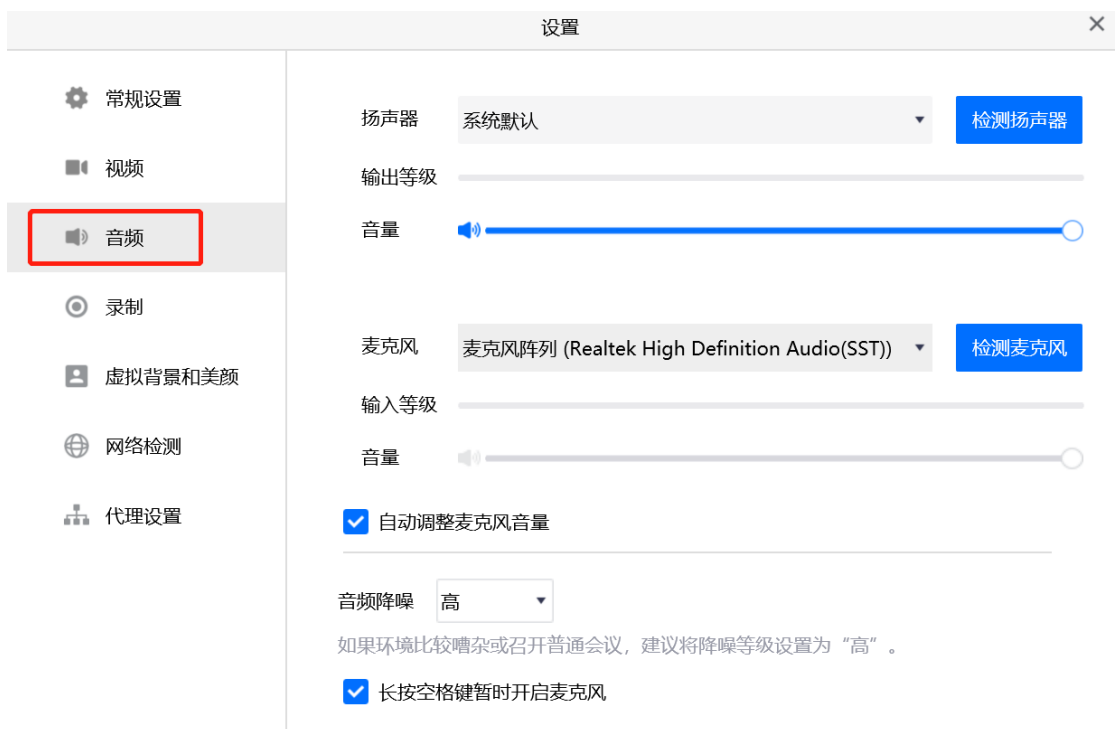 设置
常规设置
视频
音频
录制
虚拟背景和美颜
网络检测
代理设置
扬声器 系统默认 检测扬声器
输出等级
音量
麦克风 麦克风阵列 (Realtek High Definition Audio(SST)) 检测麦克风
输入等级
音量
自动调整麦克风音量
音频降噪 高
如果环境比较嘈杂或召开普通会议，建议将降噪等级设置为“高”。
长按空格键暂时开启麦克风